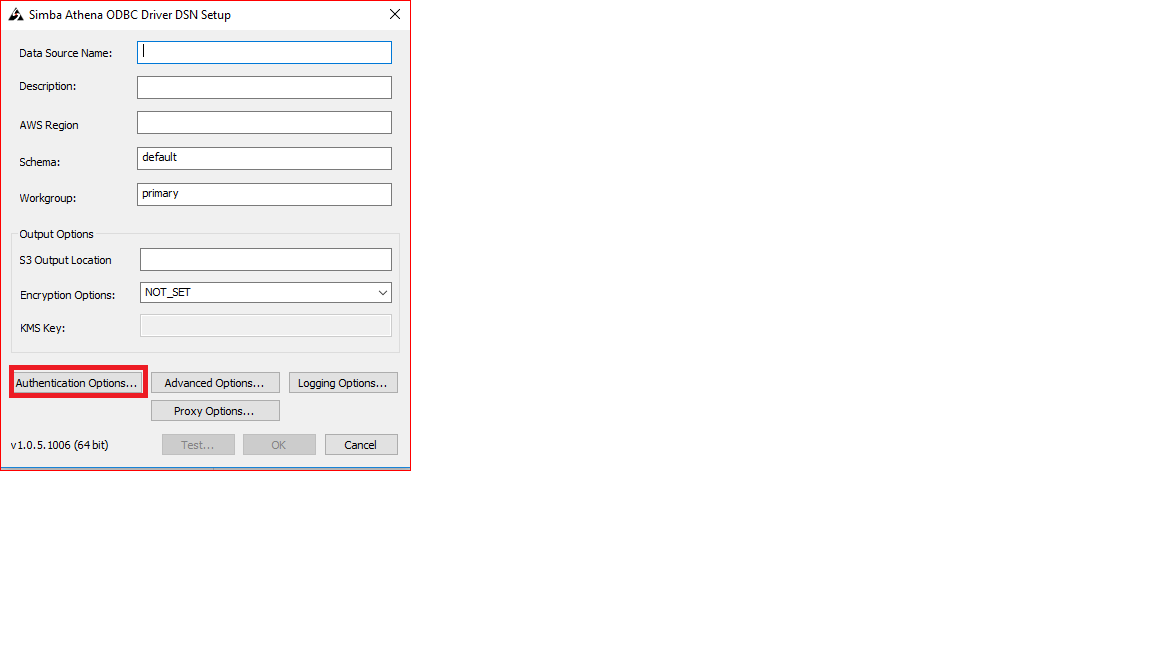 Simba Athena ODBC Driver DSN Setup
Data Source Name:
Description:
AWS Region
Schema: default
Workgroup: primary
Output Options
S3 Output Location
Encryption Options: NOT_SET
KMS Key:
Authentication Options... Advanced Options... Logging Options...
Proxy Options...
v1.0.5.1006 (64 bit) Test... OK Cancel